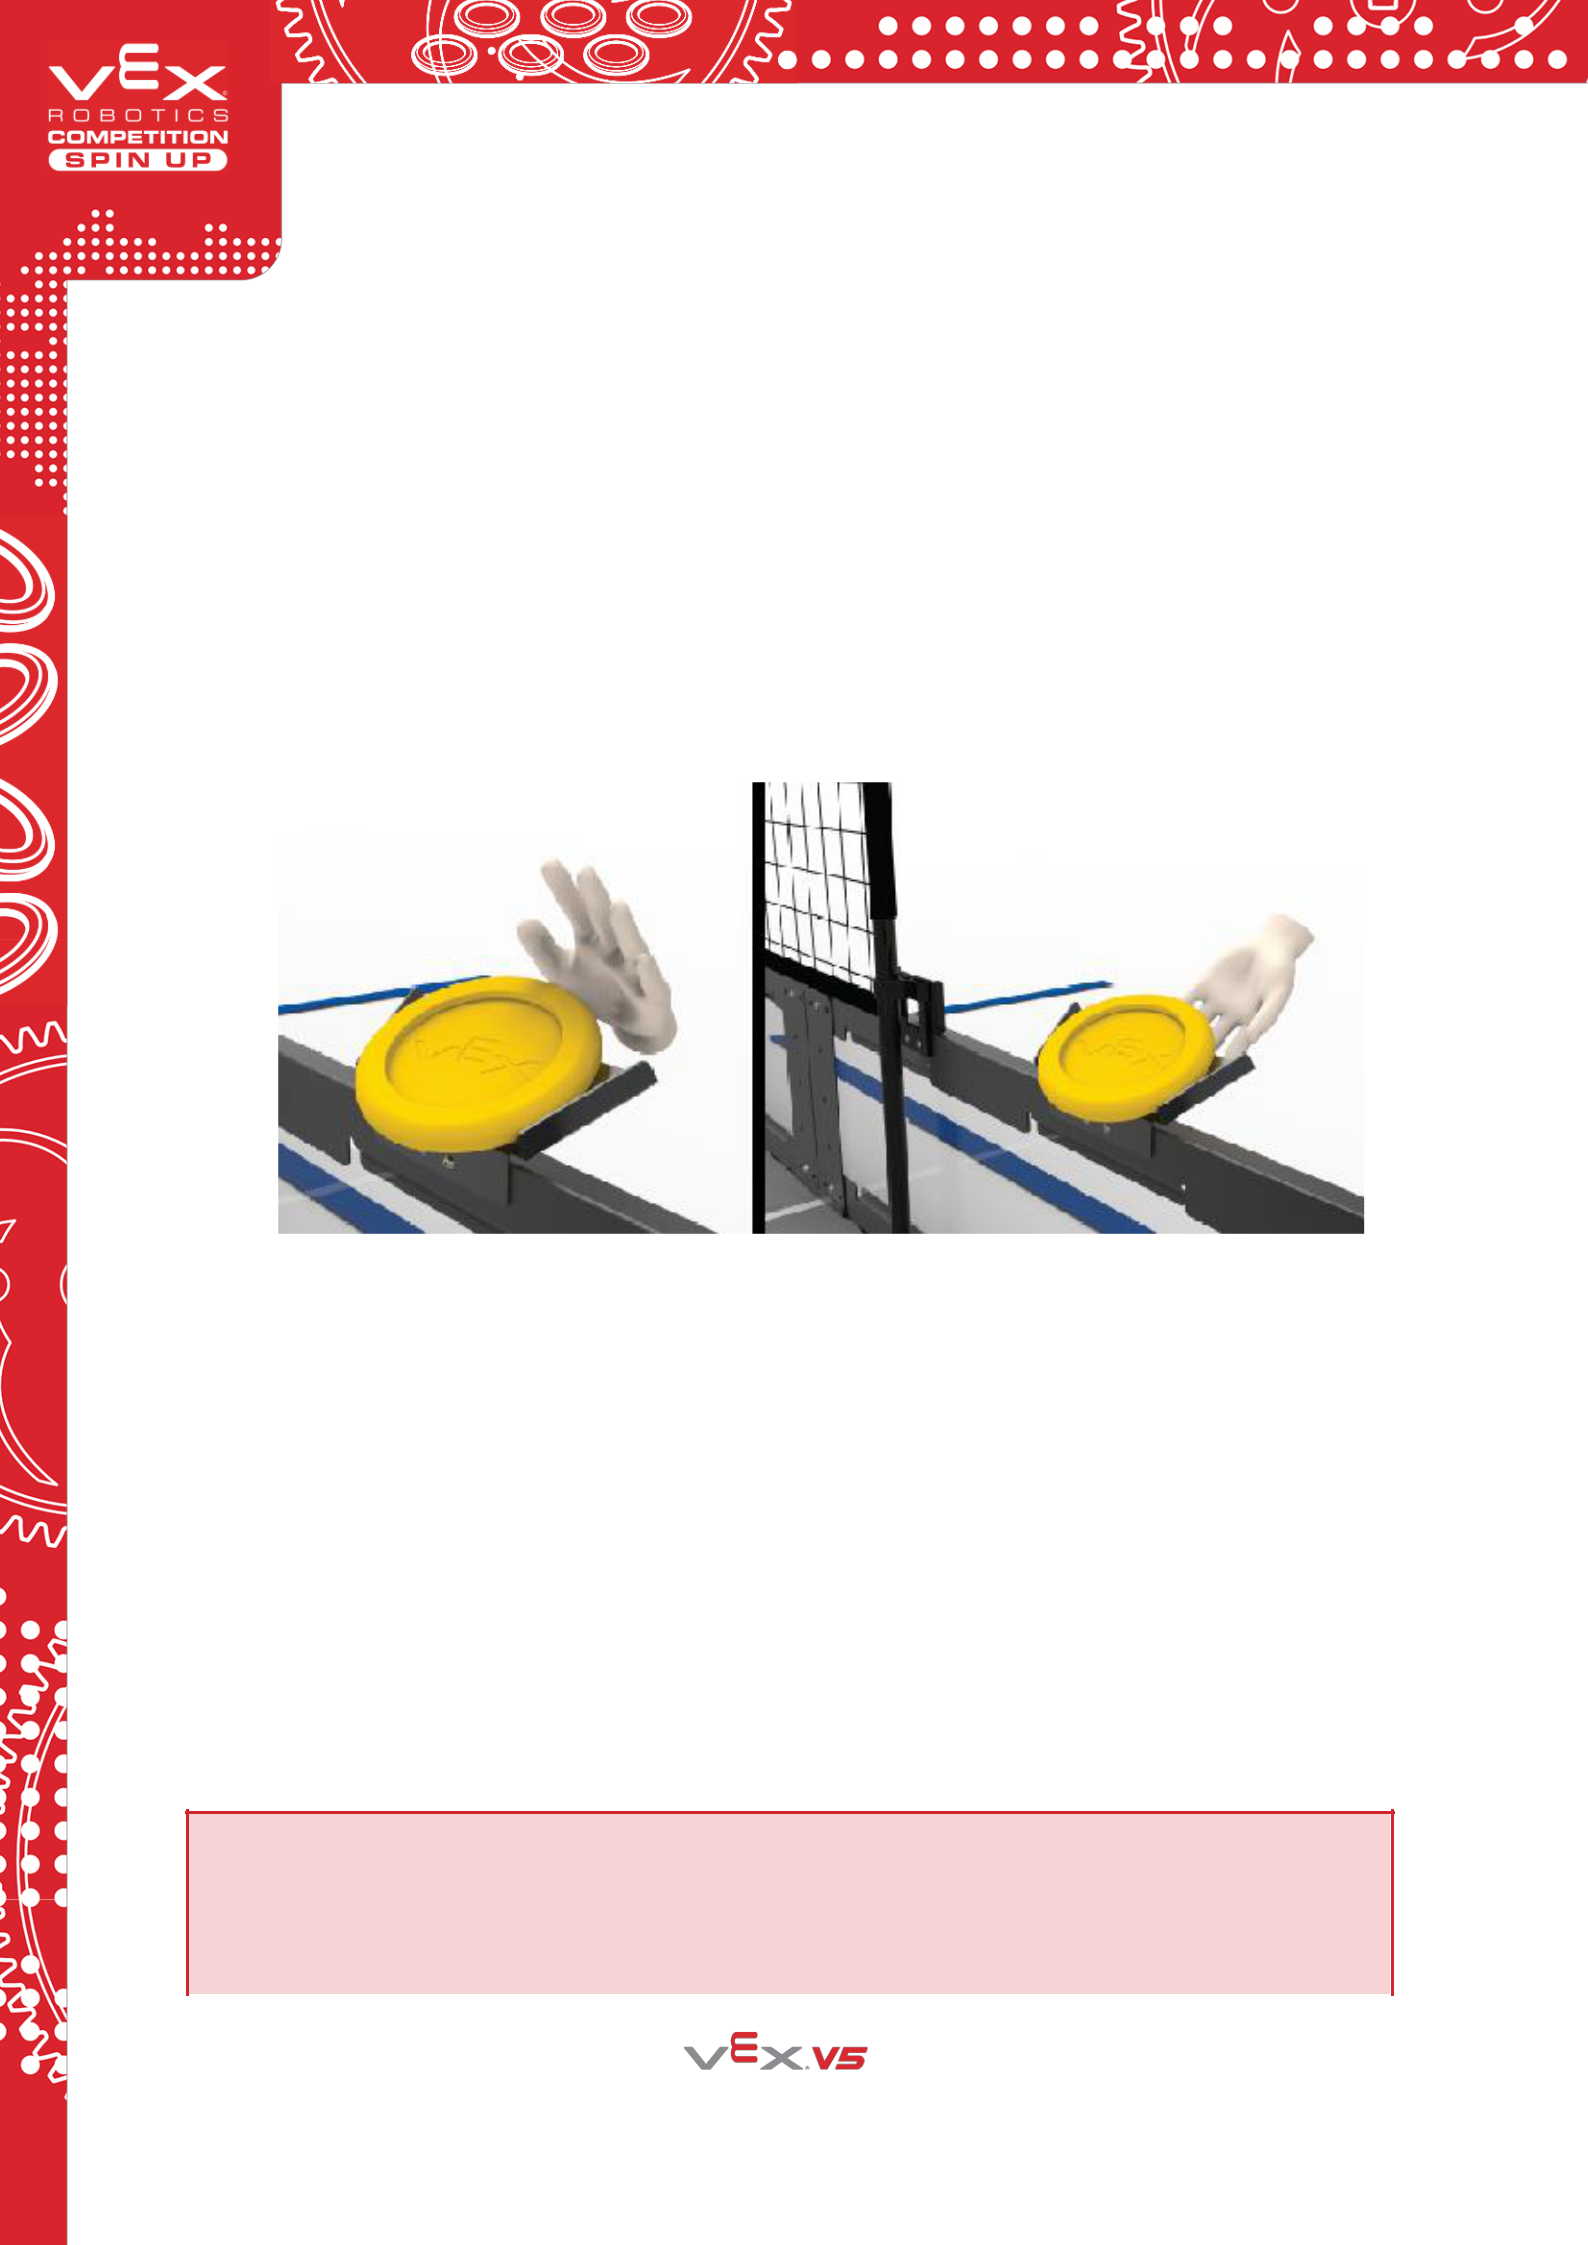 VEX
ROBOTICS
COMPETITION
SPIN UP
VEX
VEX
VEX V5